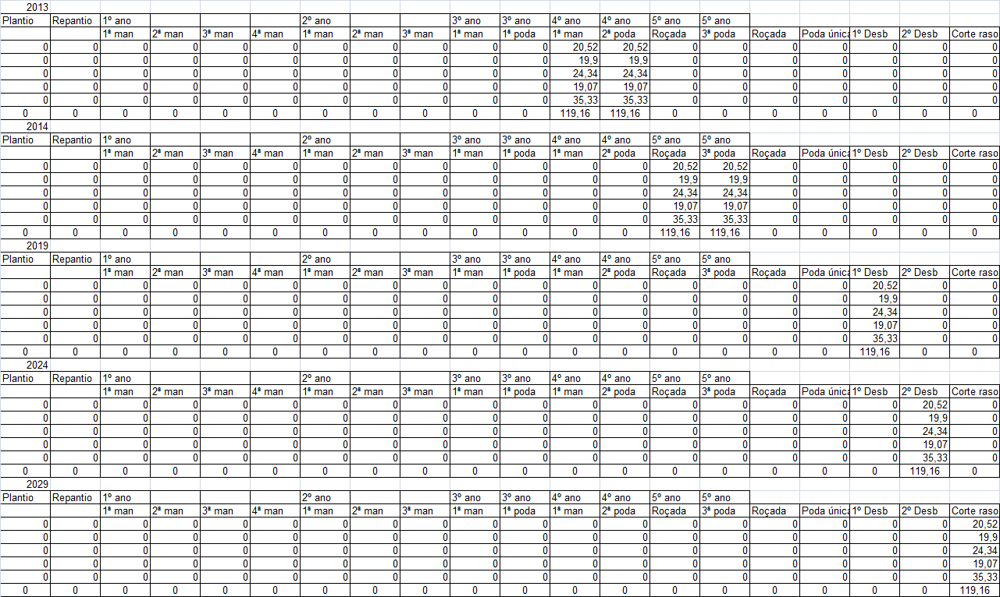 2013
Plantio Repantio 1º ano 2º ano 3º ano 3º ano 4º ano 4º ano 5º ano 5º ano
1ª man 2ª man 3ª man 4ª man 1ª man 2ª man 3ª man 1ª man 1ª poda 1ª man 2ª poda Roçada 3ª poda Roçada Poda única 1º Desb 2º Desb Corte raso
0 0 0 0 0 0 0 0 0 0 0 20,52 20,52 0 0 0 0 0 0 0
0 0 0 0 0 0 0 0 0 0 0 19,9 19,9 0 0 0 0 0 0 0
0 0 0 0 0 0 0 0 0 0 0 24,34 24,34 0 0 0 0 0 0 0
0 0 0 0 0 0 0 0 0 0 0 19,07 19,07 0 0 0 0 0 0 0
0 0 0 0 0 0 0 0 0 0 0 35,33 35,33 0 0 0 0 0 0 0
0 0 0 0 0 0 0 0 0 0 0 119,16 119,16 0 0 0 0 0 0 0
2014
Plantio Repantio 1º ano 2º ano 3º ano 3º ano 4º ano 4º ano 5º ano 5º ano
1ª man 2ª man 3ª man 4ª man 1ª man 2ª man 3ª man 1ª man 1ª poda 1ª man 2ª poda Roçada 3ª poda Roçada Poda única 1º Desb 2º Desb Corte raso
0 0 0 0 0 0 0 0 0 0 0 0 0 20,52 20,52 0 0 0 0 0
0 0 0 0 0 0 0 0 0 0 0 0 0 19,9 19,9 0 0 0 0 0
0 0 0 0 0 0 0 0 0 0 0 0 0 24,34 24,34 0 0 0 0 0
0 0 0 0 0 0 0 0 0 0 0 0 0 19,07 19,07 0 0 0 0 0
0 0 0 0 0 0 0 0 0 0 0 0 0 35,33 35,33 0 0 0 0 0
0 0 0 0 0 0 0 0 0 0 0 0 0 119,16 119,16 0 0 0 0 0
2019
Plantio Repantio 1º ano 2º ano 3º ano 3º ano 4º ano 4º ano 5º ano 5º ano
1ª man 2ª man 3ª man 4ª man 1ª man 2ª man 3ª man 1ª man 1ª poda 1ª man 2ª poda Roçada 3ª poda Roçada Poda única 1º Desb 2º Desb Corte raso
0 0 0 0 0 0 0 0 0 0 0 0 0 0 0 0 0 20,52 0 0
0 0 0 0 0 0 0 0 0 0 0 0 0 0 0 0 0 19,9 0 0
0 0 0 0 0 0 0 0 0 0 0 0 0 0 0 0 0 24,34 0 0
0 0 0 0 0 0 0 0 0 0 0 0 0 0 0 0 0 19,07 0 0
0 0 0 0 0 0 0 0 0 0 0 0 0 0 0 0 0 35,33 0 0
0 0 0 0 0 0 0 0 0 0 0 0 0 0 0 0 0 119,16 0 0
2024
Plantio Repantio 1º ano 2º ano 3º ano 3º ano 4º ano 4º ano 5º ano 5º ano
1ª man 2ª man 3ª man 4ª man 1ª man 2ª man 3ª man 1ª man 1ª poda 1ª man 2ª poda Roçada 3ª poda Roçada Poda única 1º Desb 2º Desb Corte raso
0 0 0 0 0 0 0 0 0 0 0 0 0 0 0 0 0 0 20,52 0
0 0 0 0 0 0 0 0 0 0 0 0 0 0 0 0 0 0 19,9 0
0 0 0 0 0 0 0 0 0 0 0 0 0 0 0 0 0 0 24,34 0
0 0 0 0 0 0 0 0 0 0 0 0 0 0 0 0 0 0 19,07 0
0 0 0 0 0 0 0 0 0 0 0 0 0 0 0 0 0 0 35,33 0
0 0 0 0 0 0 0 0 0 0 0 0 0 0 0 0 0 0 119,16 0
2029
Plantio Repantio 1º ano 2º ano 3º ano 3º ano 4º ano 4º ano 5º ano 5º ano
1ª man 2ª man 3ª man 4ª man 1ª man 2ª man 3ª man 1ª man 1ª poda 1ª man 2ª poda Roçada 3ª poda Roçada Poda única 1º Desb 2º Desb Corte raso
0 0 0 0 0 0 0 0 0 0 0 0 0 0 0 0 0 0 0 20,52
0 0 0 0 0 0 0 0 0 0 0 0 0 0 0 0 0 0 0 19,9
0 0 0 0 0 0 0 0 0 0 0 0 0 0 0 0 0 0 0 24,34
0 0 0 0 0 0 0 0 0 0 0 0 0 0 0 0 0 0 0 19,07
0 0 0 0 0 0 0 0 0 0 0 0 0 0 0 0 0 0 0 35,33
0 0 0 0 0 0 0 0 0 0 0 0 0 0 0 0 0 0 0 119,16